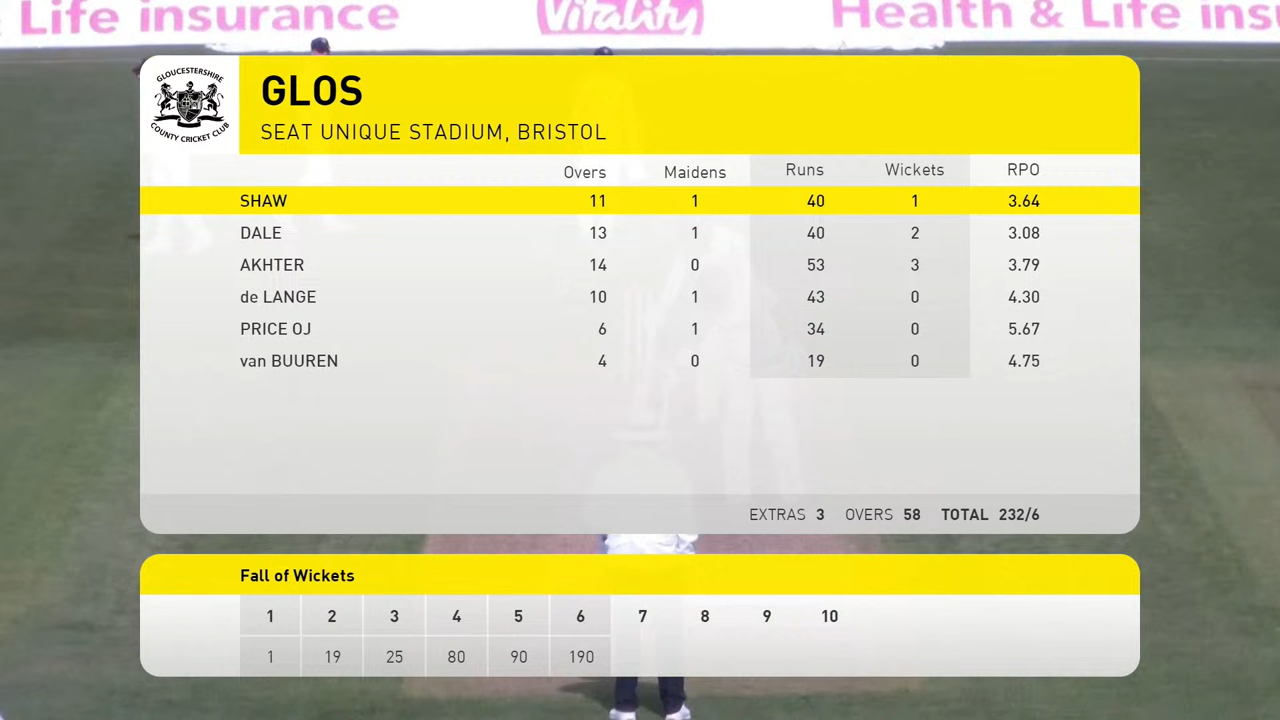 Life insurance Vitality Health & Life ins
GLOUCESTERSHIRE
COUNTY CRICKET CLUB
GLOS
SEAT UNIQUE STADIUM, BRISTOL
Overs Maidens Runs Wickets RPO
SHAW 11 1 40 1 3.64
DALE 13 1 40 2 3.08
AKHTER 14 0 53 3 3.79
de LANGE 10 1 43 0 4.30
PRICE OJ 6 1 34 0 5.67
van BUUREN 4 0 19 0 4.75
EXTRAS 3 OVERS 58 TOTAL 232/6
Fall of Wickets
1 2 3 4 5 6 7 8 9 10
1 19 25 80 90 190